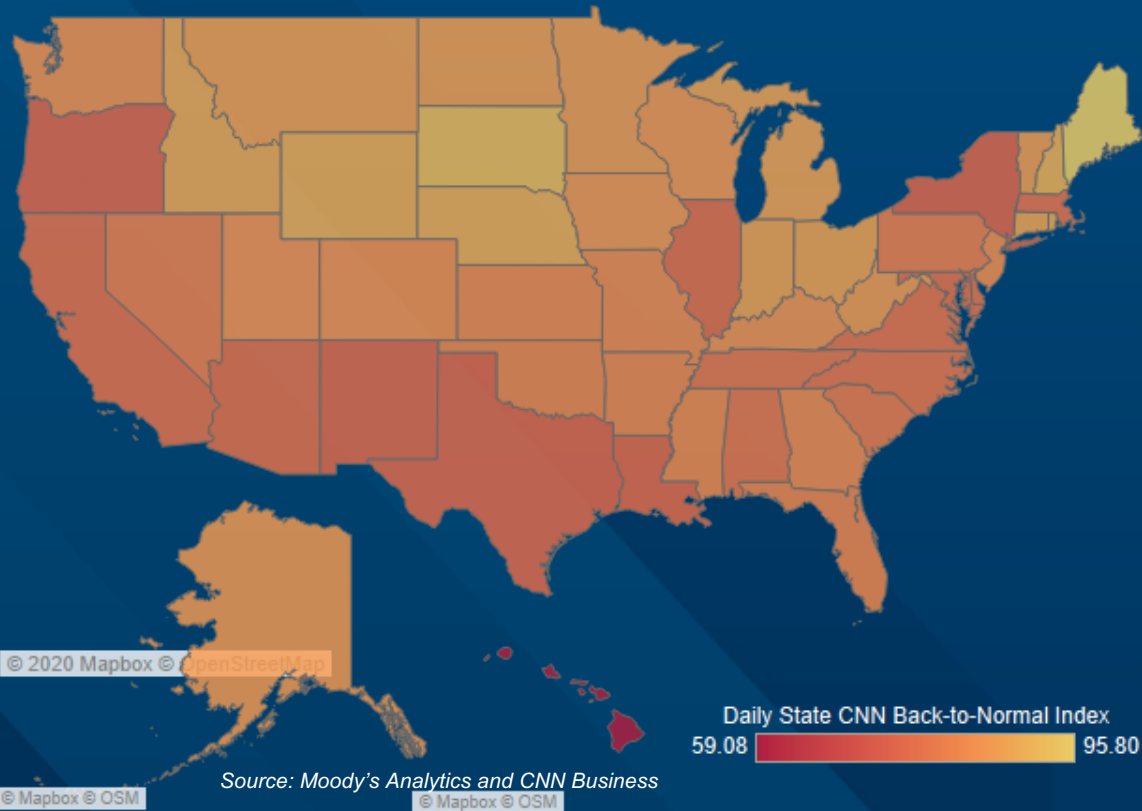 © 2020 Mapbox © OpenStreetMap
Daily State CNN Back-to-Normal Index
59.08
95.80
Source: Moody's Analytics and CNN Business
© Mapbox © OSM
© Mapbox © OSM